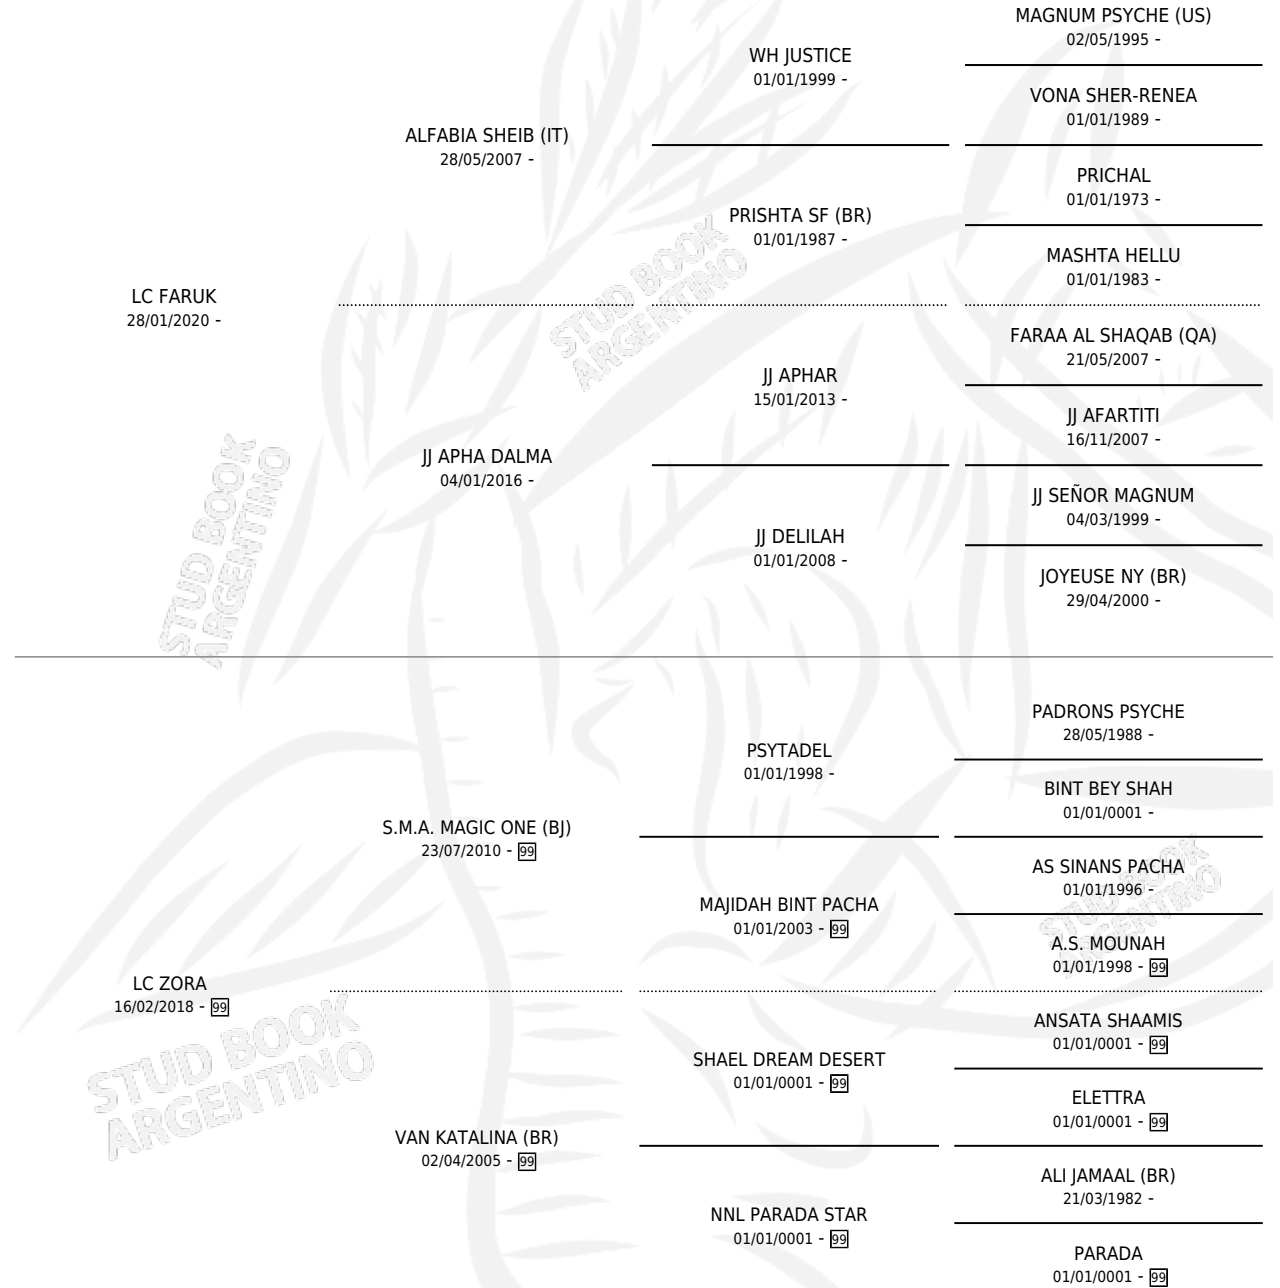 MAGNUM PSYCHE (US)
02/05/1995 -
WH JUSTICE
01/01/1999 -
VONA SHER-RENEA
01/01/1989 -
ALFABIA SHEIB (IT)
28/05/2007 -
PRICHAL
01/01/1973 -
PRISHTA SF (BR)
01/01/1987 -
MASHTA HELLU
01/01/1983 -
LC FARUK
28/01/2020 -
STUD BOOK
ARGENTINO
FARAA AL SHAQAB (QA)
21/05/2007 -
JJ APHAR
15/01/2013 -
JJ AFARTITI
16/11/2007 -
JJ APHA DALMA
04/01/2016 -
JJ SEÑOR MAGNUM
04/03/1999 -
JJ DELILAH
01/01/2008 -
JOYEUSE NY (BR)
29/04/2000 -
STUD BOOK
ARGENTINO
PADRONS PSYCHE
28/05/1988 -
PSYTADEL
01/01/1998 -
BINT BEY SHAH
01/01/0001 -
S.M.A. MAGIC ONE (BJ)
23/07/2010 - 99
AS SINANS PACHA
01/01/1996 -
MAJIDAH BINT PACHA
01/01/2003 - 99
A.S. MOUNAH
01/01/1998 - 99
STUD BOOK
ARGENTINO
LC ZORA
16/02/2018 - 99
ANSATA SHAAMIS
01/01/0001 - 99
SHAEL DREAM DESERT
01/01/0001 - 99
ELETTRA
01/01/0001 - 99
STUD BOOK
ARGENTINO
VAN KATALINA (BR)
02/04/2005 - 99
ALI JAMAAL (BR)
21/03/1982 -
NNL PARADA STAR
01/01/0001 - 99
PARADA
01/01/0001 - 99